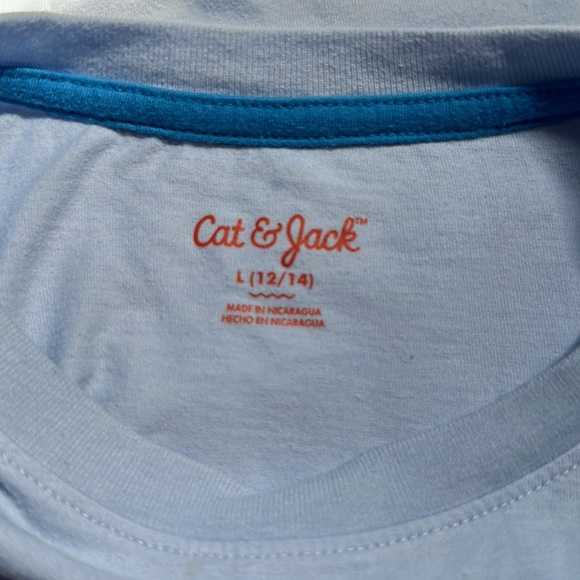 Cat & Jack™
L (12/14)
MADE IN NICARAGUA
HECHO EN NICARAGUA